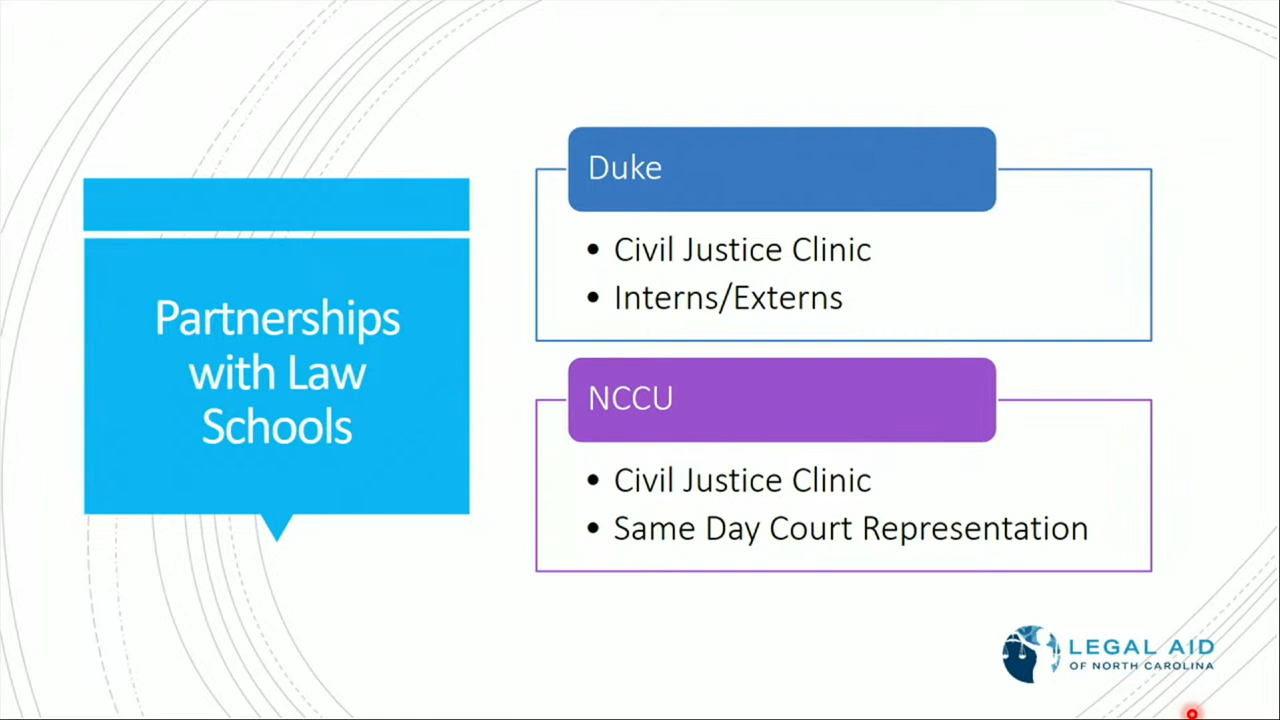 Partnerships
with Law
Schools
Duke
• Civil Justice Clinic
• Interns/Externs
NCCU
• Civil Justice Clinic
• Same Day Court Representation
LEGAL AID
OF NORTH CAROLINA